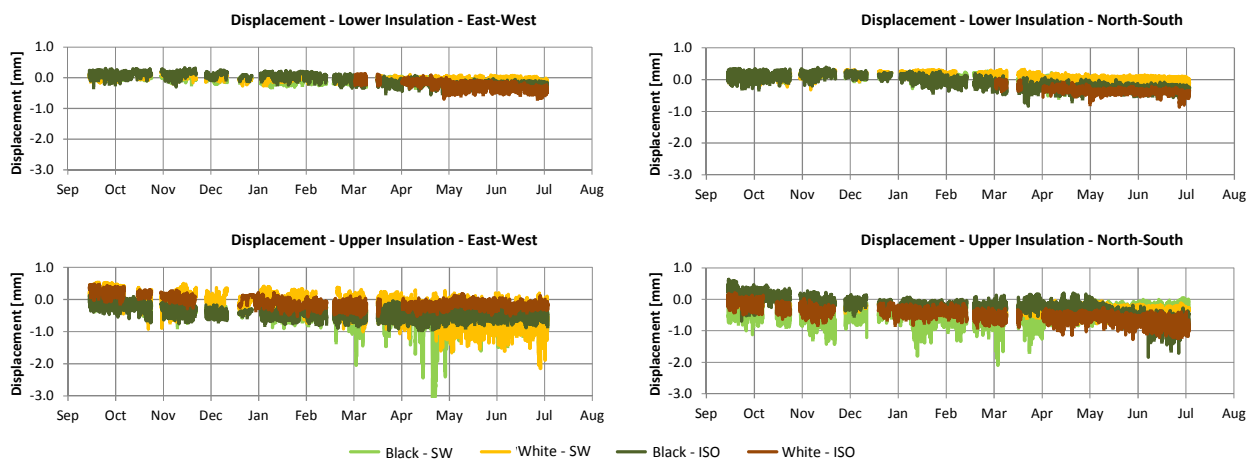 Displacement - Lower Insulation - East-West
Displacement [mm]
1.0
0.0
-1.0
-2.0
-3.0
Sep Oct Nov Dec Jan Feb Mar Apr May Jun Jul Aug
Displacement - Lower Insulation - North-South
Displacement [mm]
1.0
0.0
-1.0
-2.0
-3.0
Sep Oct Nov Dec Jan Feb Mar Apr May Jun Jul Aug
Displacement - Upper Insulation - East-West
Displacement [mm]
1.0
0.0
-1.0
-2.0
-3.0
Sep Oct Nov Dec Jan Feb Mar Apr May Jun Jul Aug
Displacement - Upper Insulation - North-South
Displacement [mm]
1.0
0.0
-1.0
-2.0
-3.0
Sep Oct Nov Dec Jan Feb Mar Apr May Jun Jul Aug
Black - SW 'White - SW Black - ISO White - ISO